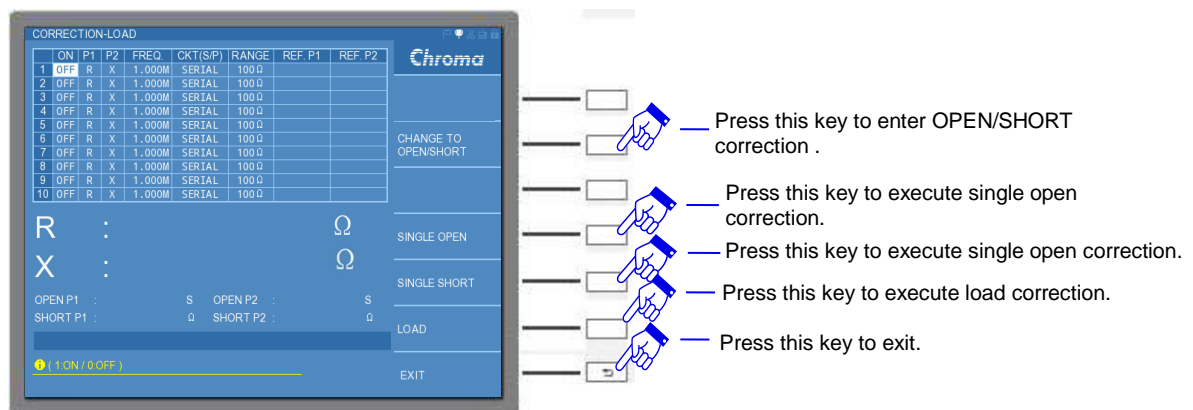 CORRECTION-LOAD
Chroma
ON P1 P2 FREQ. CKT(S/P) RANGE REF. P1 REF. P2
1 OFF R X 1.000M SERIAL 100Ω
2 OFF R X 1.000M SERIAL 100Ω
3 OFF R X 1.000M SERIAL 100Ω
4 OFF R X 1.000M SERIAL 100Ω
5 OFF R X 1.000M SERIAL 100Ω
6 OFF R X 1.000M SERIAL 100Ω
7 OFF R X 1.000M SERIAL 100Ω
8 OFF R X 1.000M SERIAL 100Ω
9 OFF R X 1.000M SERIAL 100Ω
10 OFF R X 1.000M SERIAL 100Ω
R : Ω
X : Ω
OPEN P1 : S OPEN P2 : S
SHORT P1 : Ω SHORT P2 : Ω
( 1:ON / 0:OFF )
CHANGE TO
OPEN/SHORT
SINGLE OPEN
SINGLE SHORT
LOAD
EXIT
Press this key to enter OPEN/SHORT
correction .
Press this key to execute single open
correction.
Press this key to execute single open correction.
Press this key to execute load correction.
Press this key to exit.